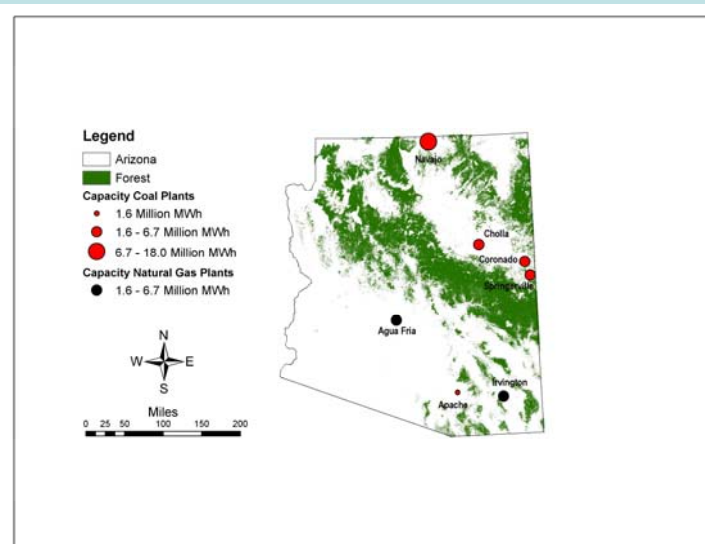 Legend
Arizona
Forest
Capacity Coal Plants
1.6 Million MWh
1.6 - 6.7 Million MWh
6.7 - 18.0 Million MWh
Capacity Natural Gas Plants
1.6 - 6.7 Million MWh
N
W E
S
Miles
0 25 50 100 150 200
Navajo
Cholla
Coronado
Springerville
Agua Fria
Irvington
Apache